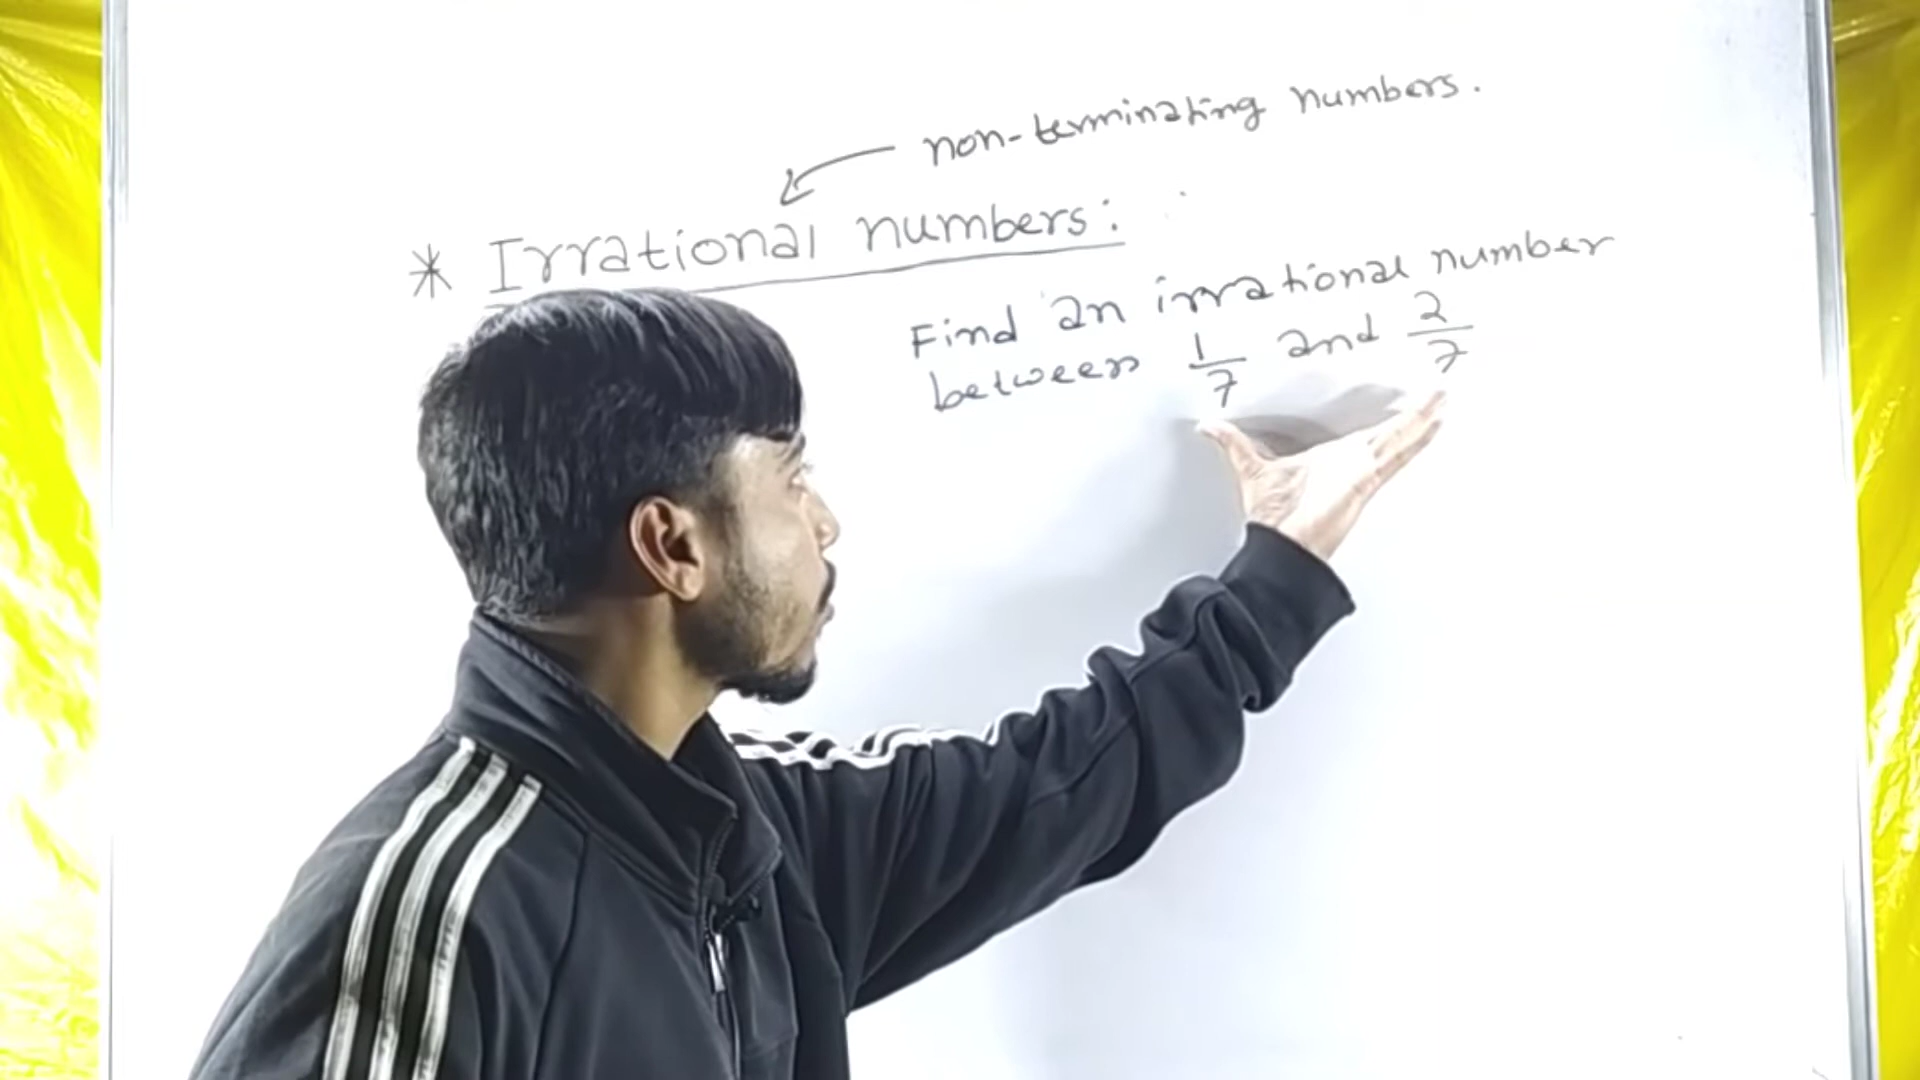 non-terminating numbers.
* Irrational numbers:
Find an irrational number
between 1/7 and 2/7